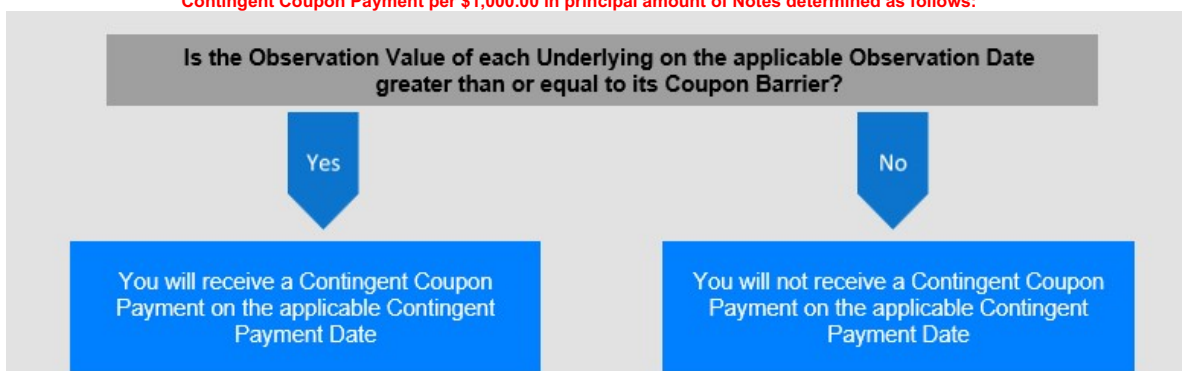 Contingent Coupon Payment per $1,000.00 in principal amount of Notes determined as follows:
Is the Observation Value of each Underlying on the applicable Observation Date
greater than or equal to its Coupon Barrier?
Yes
No
You will receive a Contingent Coupon
Payment on the applicable Contingent
Payment Date
You will not receive a Contingent Coupon
Payment on the applicable Contingent
Payment Date